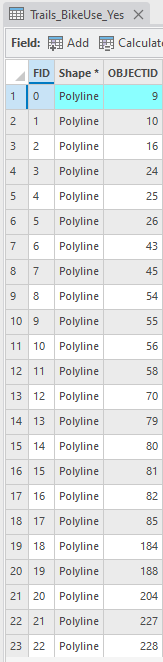 Trails_BikeUse_Yes
Field: Add Calculate
FID Shape * OBJECTID
1 0 Polyline 9
2 1 Polyline 10
3 2 Polyline 16
4 3 Polyline 24
5 4 Polyline 25
6 5 Polyline 26
7 6 Polyline 43
8 7 Polyline 45
9 8 Polyline 54
10 9 Polyline 55
11 10 Polyline 56
12 11 Polyline 58
13 12 Polyline 70
14 13 Polyline 79
15 14 Polyline 80
16 15 Polyline 81
17 16 Polyline 82
18 17 Polyline 85
19 18 Polyline 184
20 19 Polyline 188
21 20 Polyline 204
22 21 Polyline 227
23 22 Polyline 228